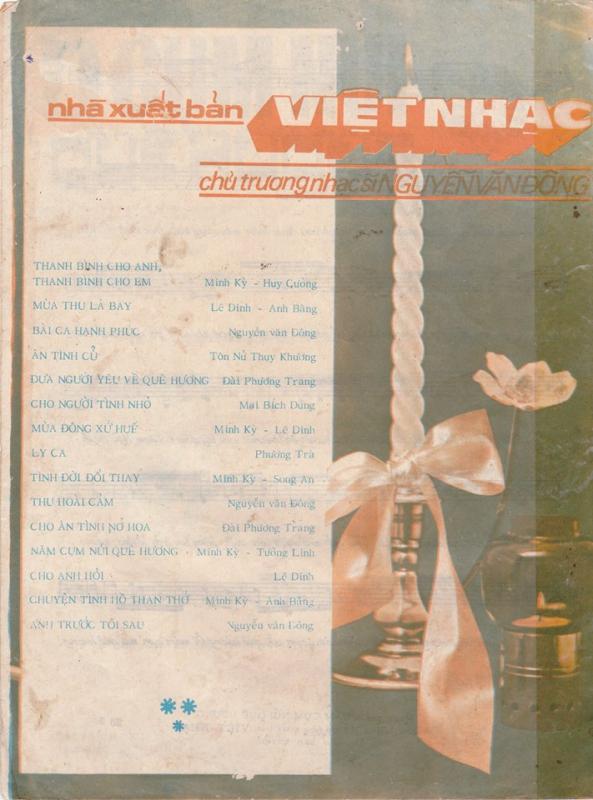 nhà xuất bản VIỆT NHẠC
chủ trương nhạc sĩ NGUYỄN VĂN ĐÔNG
THANH BÌNH CHO ANH,
THANH BÌNH CHO EM Minh Kỳ - Huy Cường
MÙA THU LÁ BAY Lê Dinh - Anh Bằng
BÀI CA HẠNH PHÚC Nguyễn văn Đông
ÂN TÌNH CŨ Tôn Nữ Thụy Khương
ĐƯA NGƯỜI YÊU VỀ QUÊ HƯƠNG Đài Phương Trang
CHO NGƯỜI TÌNH NHỎ Mai Bích Dung
MÙA ĐÔNG XỨ HUẾ Minh Kỳ - Lê Dinh
LY CA Phương Trà
TÌNH ĐỜI ĐỔI THAY Minh Kỳ - Song An
THU HOÀI CẢM Nguyễn văn Đông
CHO ÂN TÌNH NỞ HOA Đài Phương Trang
NĂM CỤM NÚI QUÊ HƯƠNG - Minh Kỳ - Tường Linh
CHO ANH HỎI Lê Dinh
CHUYỆN TÌNH HỒ THAN THỞ Minh Kỳ - Anh Bằng
ANH TRƯỚC TÔI SAU Nguyễn văn Đông